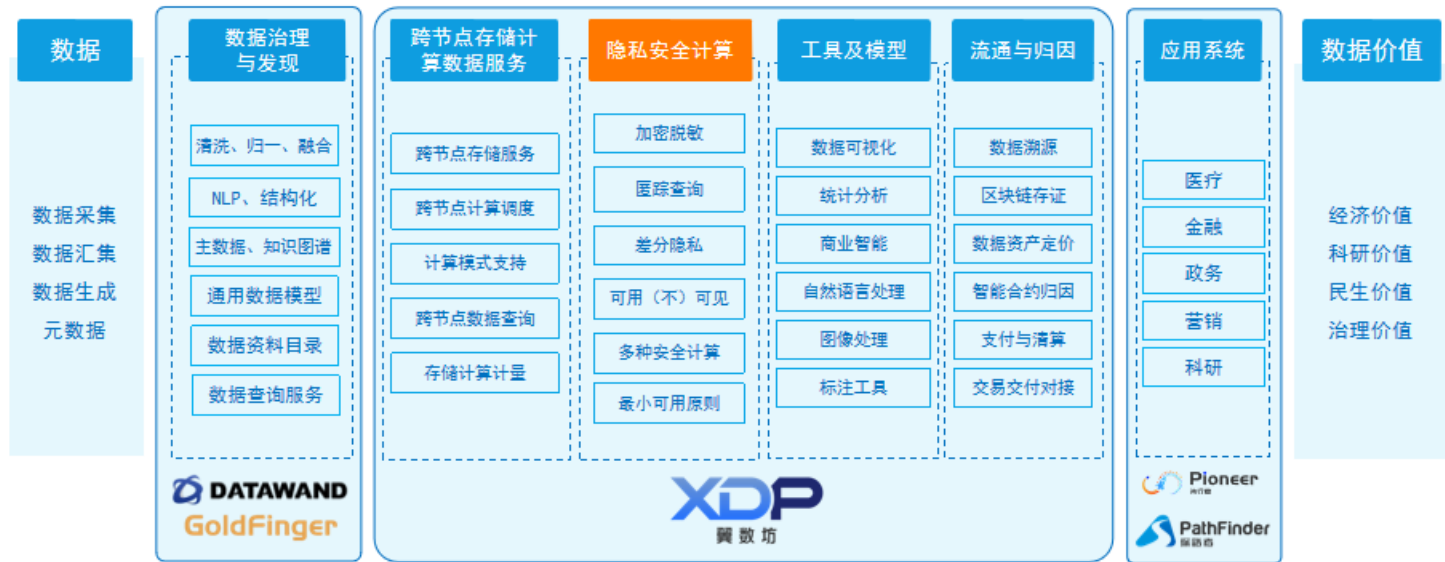 数据
数据采集
数据汇集
数据生成
元数据
数据治理
与发现
清洗、归一、融合
NLP、结构化
主数据、知识图谱
通用数据模型
数据资料目录
数据查询服务
DATAWAND
GoldFinger
跨节点存储计
算数据服务
跨节点存储服务
跨节点计算调度
计算模式支持
跨节点数据查询
存储计算计量
隐私安全计算
加密脱敏
匿踪查询
差分隐私
可用（不）可见
多种安全计算
最小可用原则
工具及模型
数据可视化
统计分析
商业智能
自然语言处理
图像处理
标注工具
流通与归因
数据溯源
区块链存证
数据资产定价
智能合约归因
支付与清算
交易交付对接
XDP
翼数坊
应用系统
医疗
金融
政务
营销
科研
Pioneer
PathFinder
探路者
数据价值
经济价值
科研价值
民生价值
治理价值